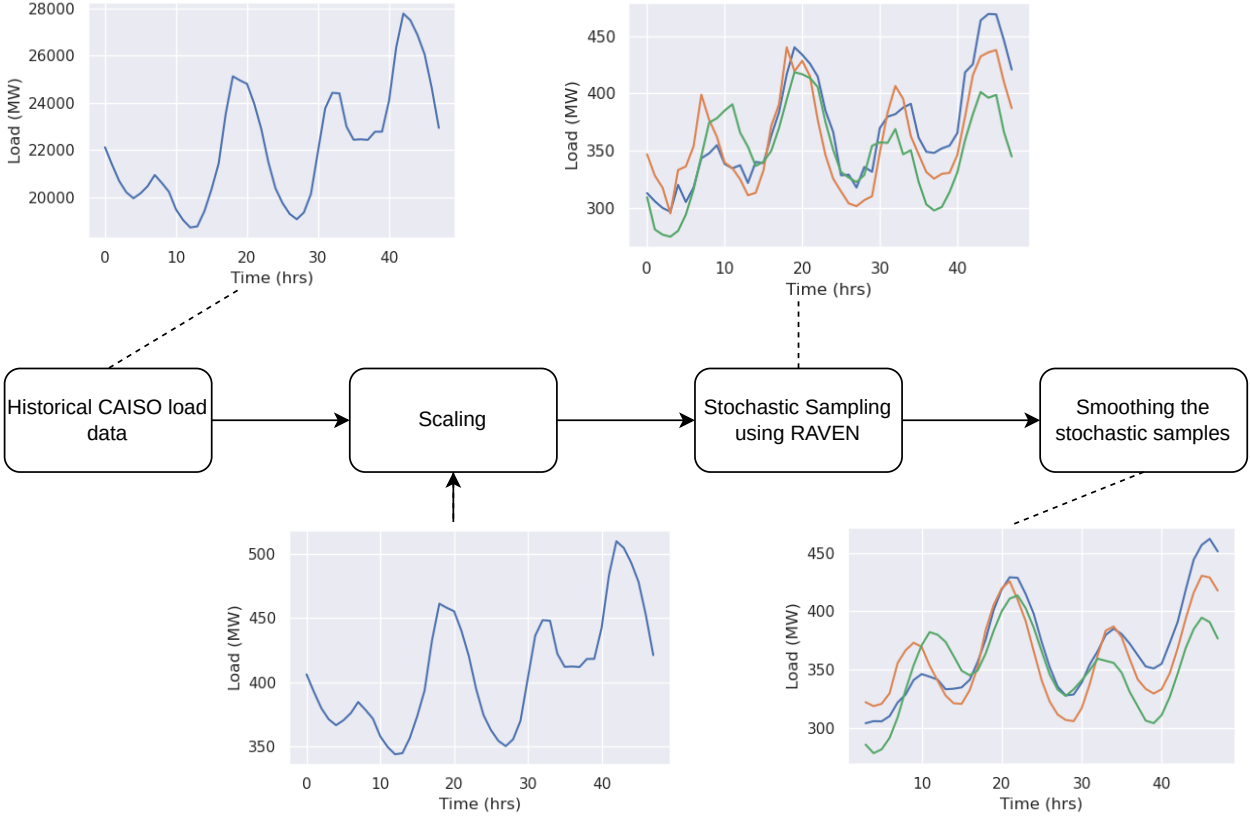 28000
26000
24000
22000
20000
Load (MW)
0
10
20
30
40
Time (hrs)
450
400
350
300
Load (MW)
0
10
20
30
40
Time (hrs)
Historical CAISO load
data
Scaling
Stochastic Sampling
using RAVEN
Smoothing the
stochastic samples
500
450
400
350
Load (MW)
0
10
20
30
40
Time (hrs)
450
400
350
300
Load (MW)
10
20
30
40
Time (hrs)